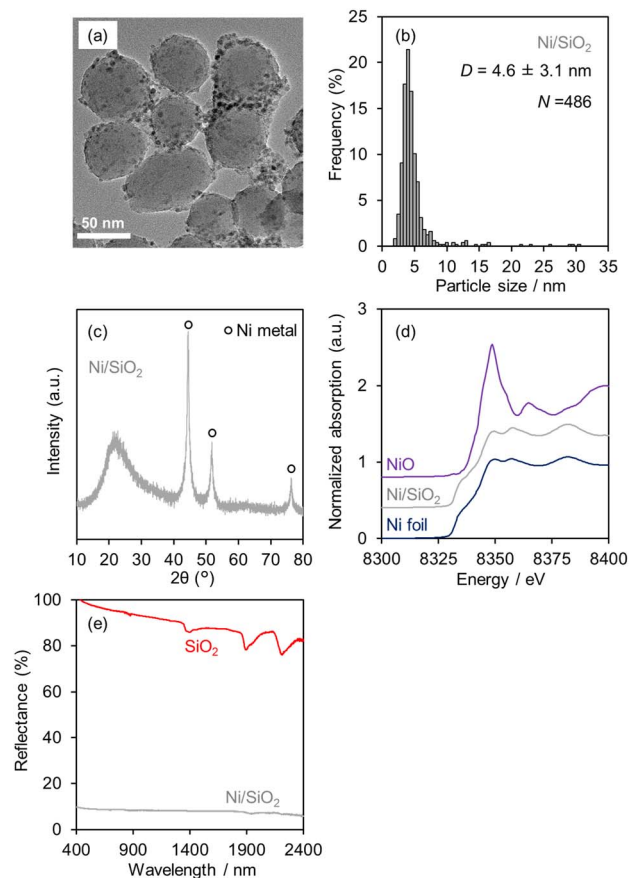 (a)
50 nm
(b)
Ni/SiO2
D = 4.6 ± 3.1 nm
N =486
Frequency (%)
25
20
15
10
5
0
0 5 10 15 20 25 30 35
Particle size / nm
(c)
Ni metal
Ni/SiO2
Intensity (a.u.)
10 20 30 40 50 60 70 80
2θ (°)
(d)
Normalized absorption (a.u.)
3
2
1
0
NiO
Ni/SiO2
Ni foil
8300 8325 8350 8375 8400
Energy / eV
(e)
Reflectance (%)
100
80
60
40
20
0
SiO2
Ni/SiO2
400 900 1400 1900 2400
Wavelength / nm